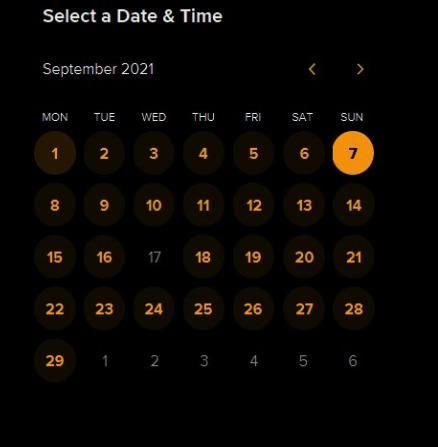 Select a Date & Time
September 2021
MON TUE WED THU FRI SAT SUN
1 2 3 4 5 6 7
8 9 10 11 12 13 14
15 16 17 18 19 20 21
22 23 24 25 26 27 28
29 1 2 3 4 5 6